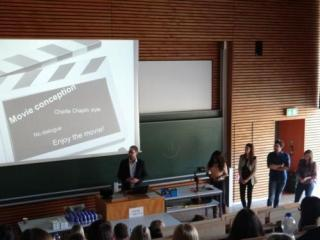 Movie conception
Charlie Chaplin style
No dialogue
Enjoy the movie!